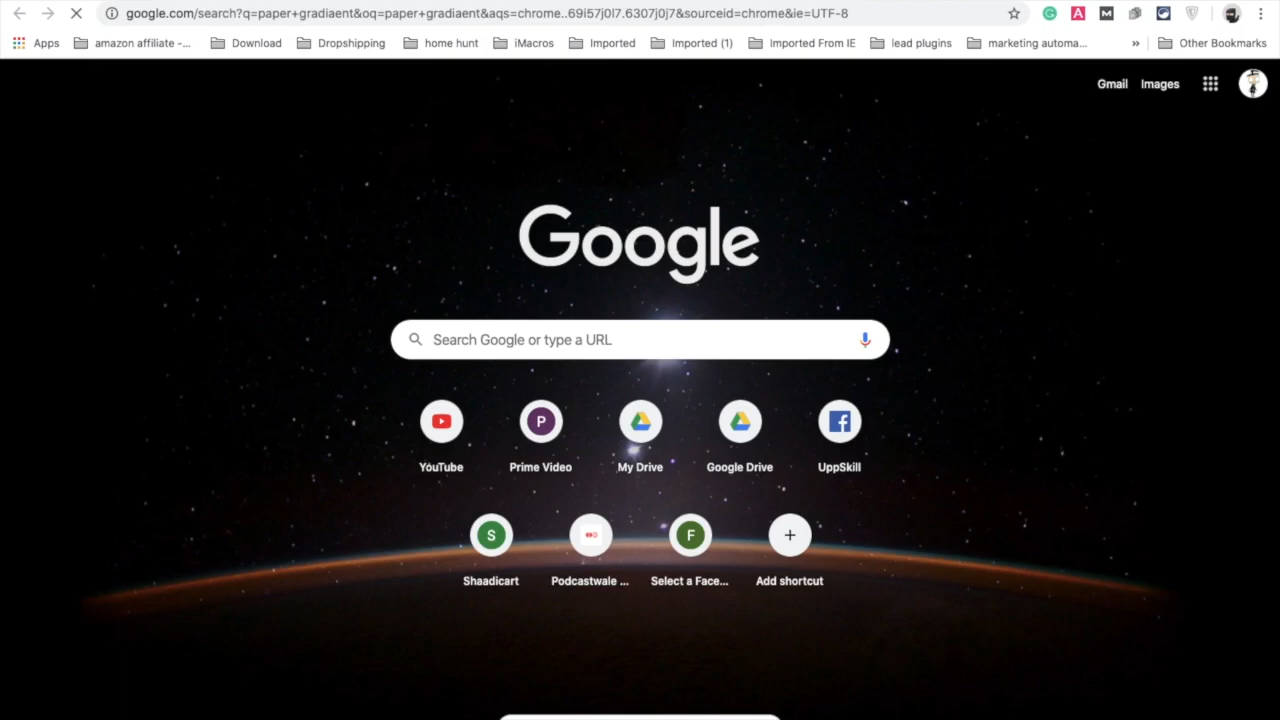 google.com/search?q=paper+gradiaent&oq=paper+gradiaent&aqs=chrome..69i57j0l7.6307j0j7&sourceid=chrome&ie=UTF-8
Apps amazon affiliate -... Download Dropshipping home hunt iMacros Imported Imported (1) Imported From IE lead plugins marketing automa... » Other Bookmarks
Gmail Images
Google
Search Google or type a URL
P
YouTube Prime Video My Drive Google Drive UppSkill
S F
Shaadicart Podcastwale ... Select a Face... Add shortcut